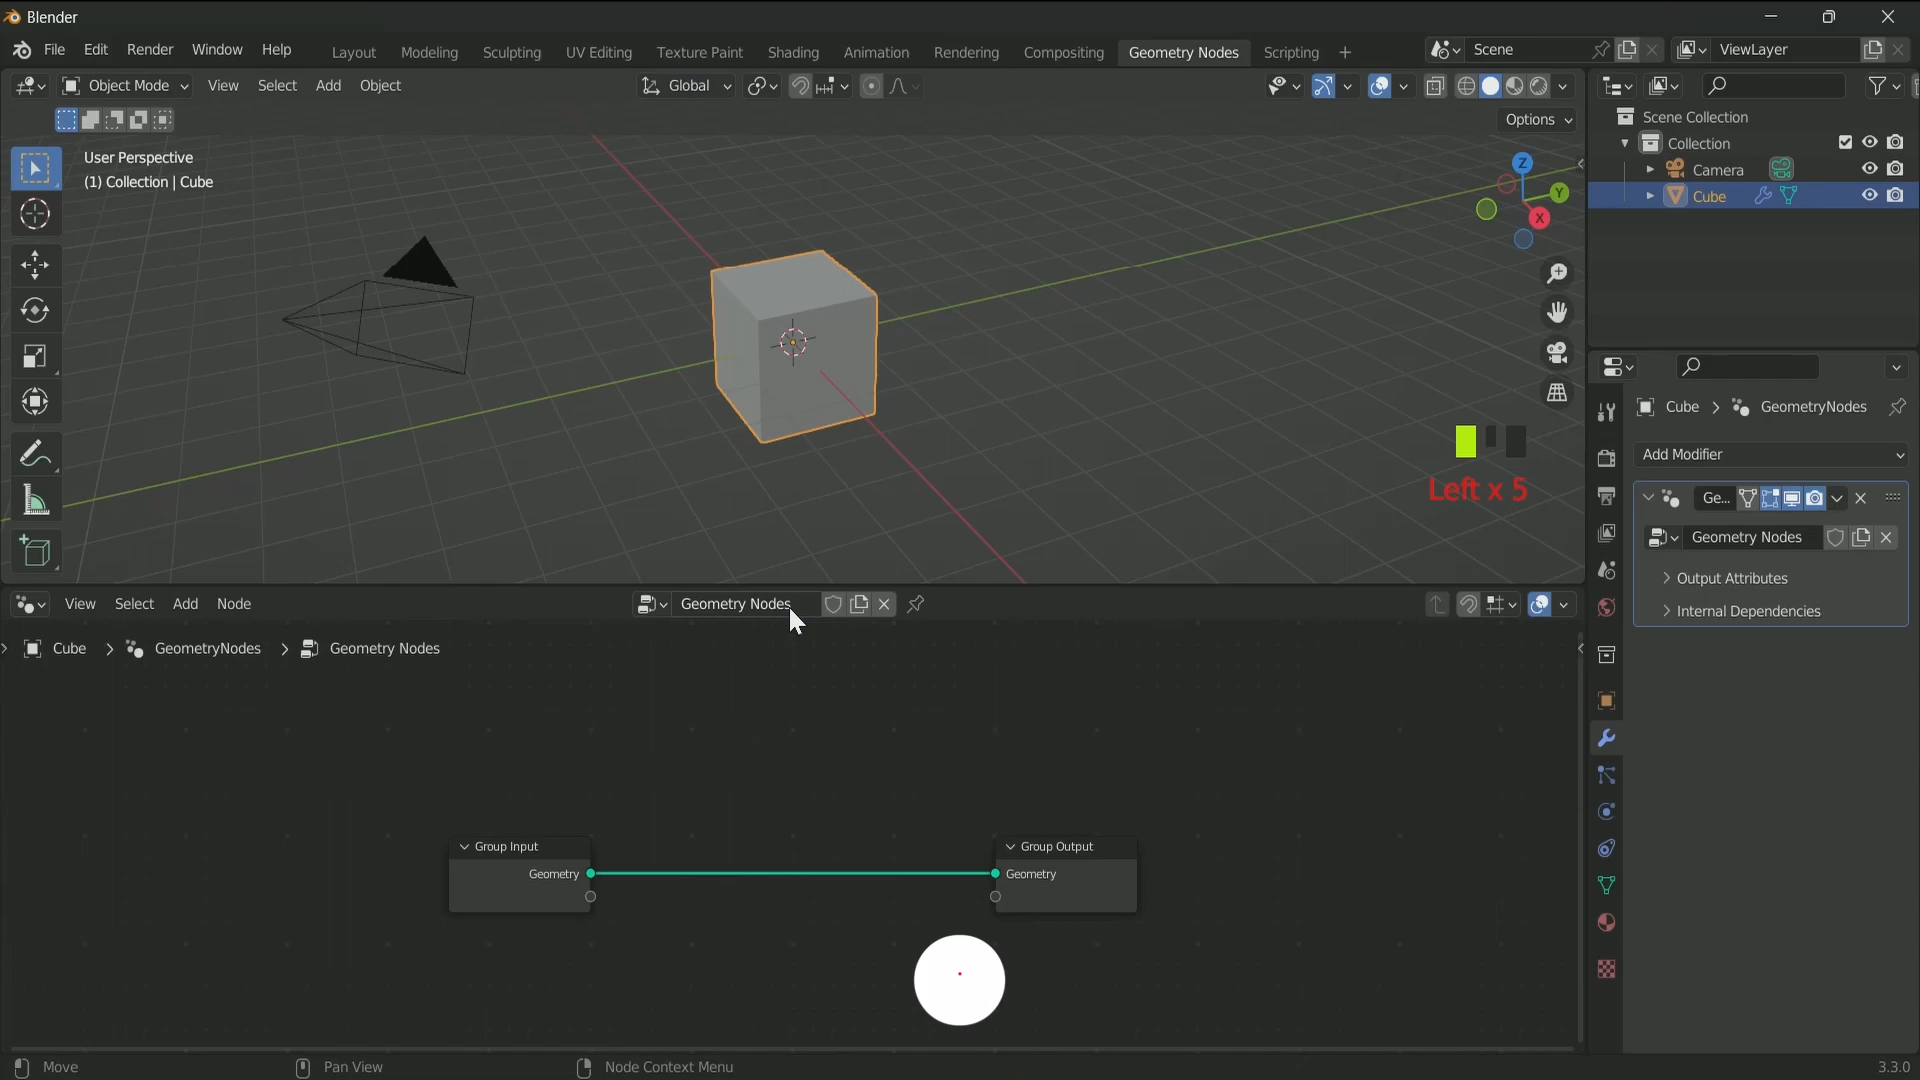 Blender
File Edit Render Window Help Layout Modeling Sculpting UV Editing Texture Paint Shading Animation Rendering Compositing Geometry Nodes Scripting + Scene ViewLayer
Object Mode View Select Add Object Global
Options
User Perspective
(1) Collection | Cube
Z
Y
X
Scene Collection
Collection
Camera
Cube
Left x 5
Cube > GeometryNodes
Add Modifier
Ge...
Geometry Nodes
Output Attributes
Internal Dependencies
View Select Add Node Geometry Nodes
Cube > GeometryNodes > Geometry Nodes
Group Input
Geometry
Group Output
Geometry
Move Pan View Node Context Menu 3.3.0